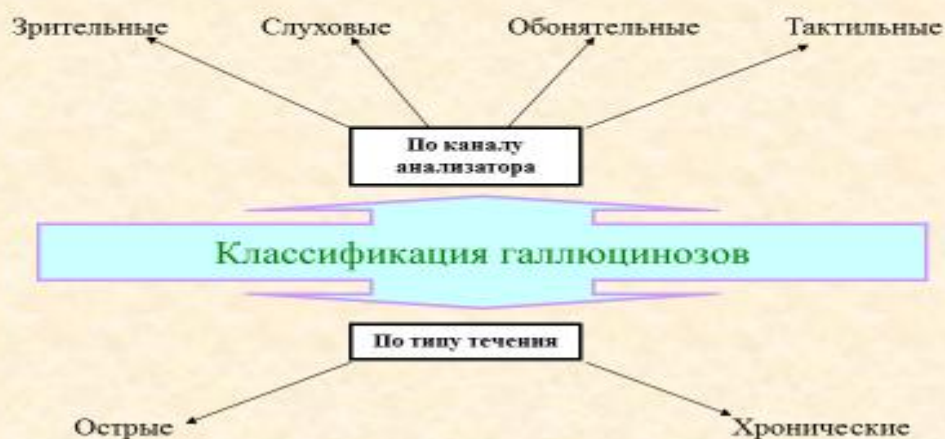 Зрительные Слуховые Обонятельные Тактильные
По каналу
анализатора
Классификация галлюцинозов
По типу течения
Острые Хронические